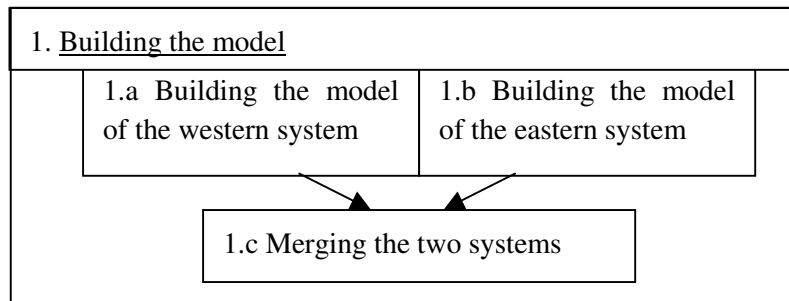 1. Building the model
1.a Building the model
of the western system
1.b Building the model
of the eastern system
1.c Merging the two systems